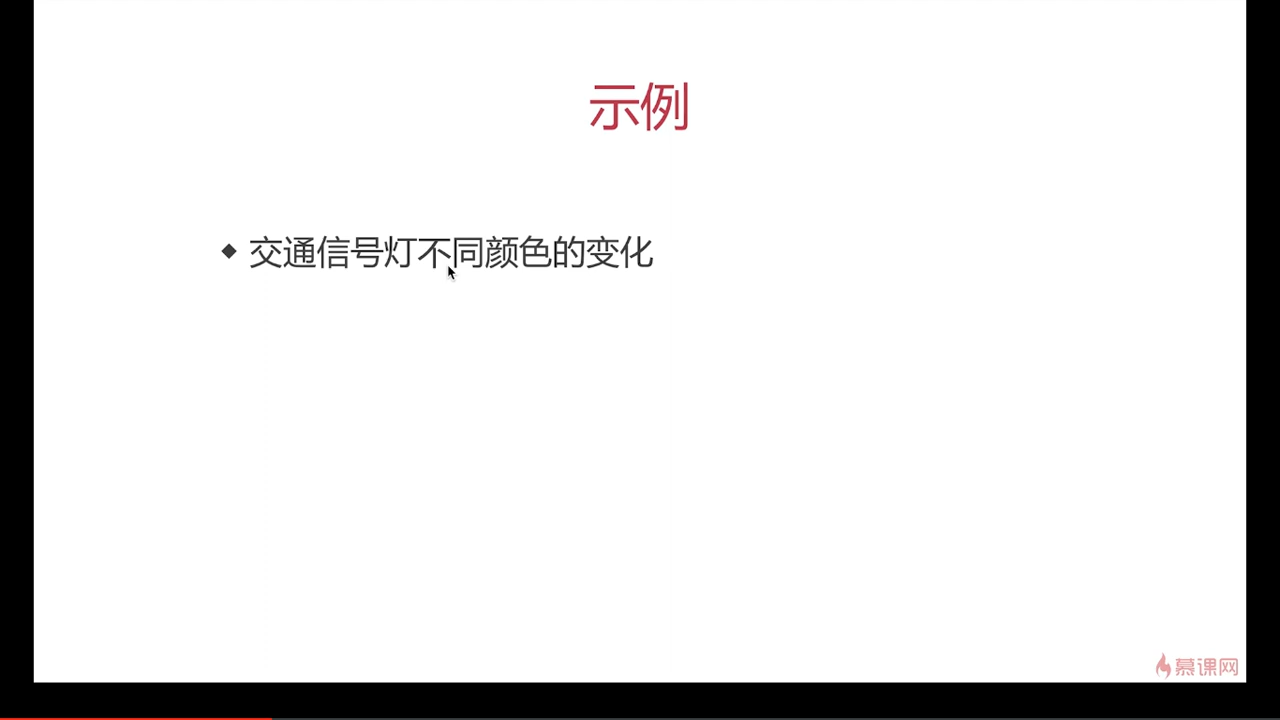 示例
交通信号灯不同颜色的变化
慕课网